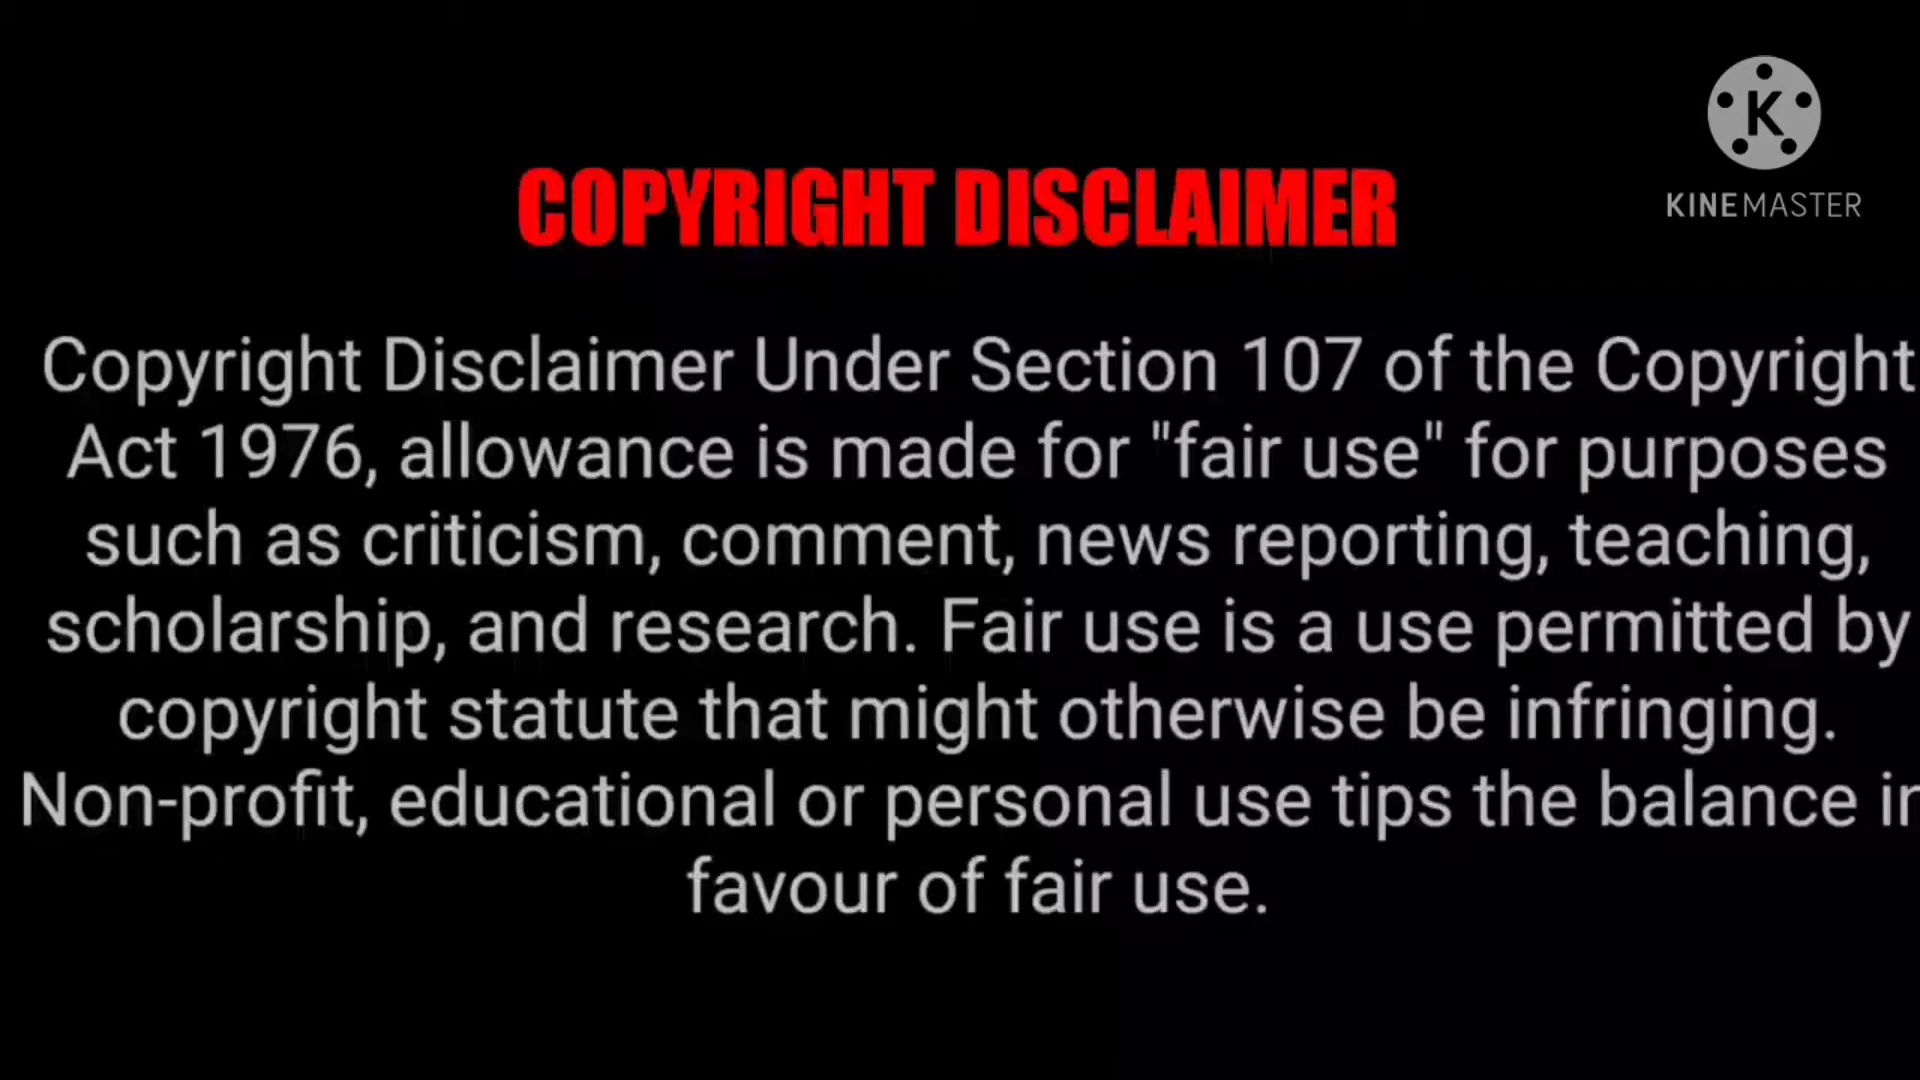 K
KINEMASTER
COPYRIGHT DISCLAIMER
Copyright Disclaimer Under Section 107 of the Copyright
Act 1976, allowance is made for "fair use" for purposes
such as criticism, comment, news reporting, teaching,
scholarship, and research. Fair use is a use permitted by
copyright statute that might otherwise be infringing.
Non-profit, educational or personal use tips the balance in
favour of fair use.